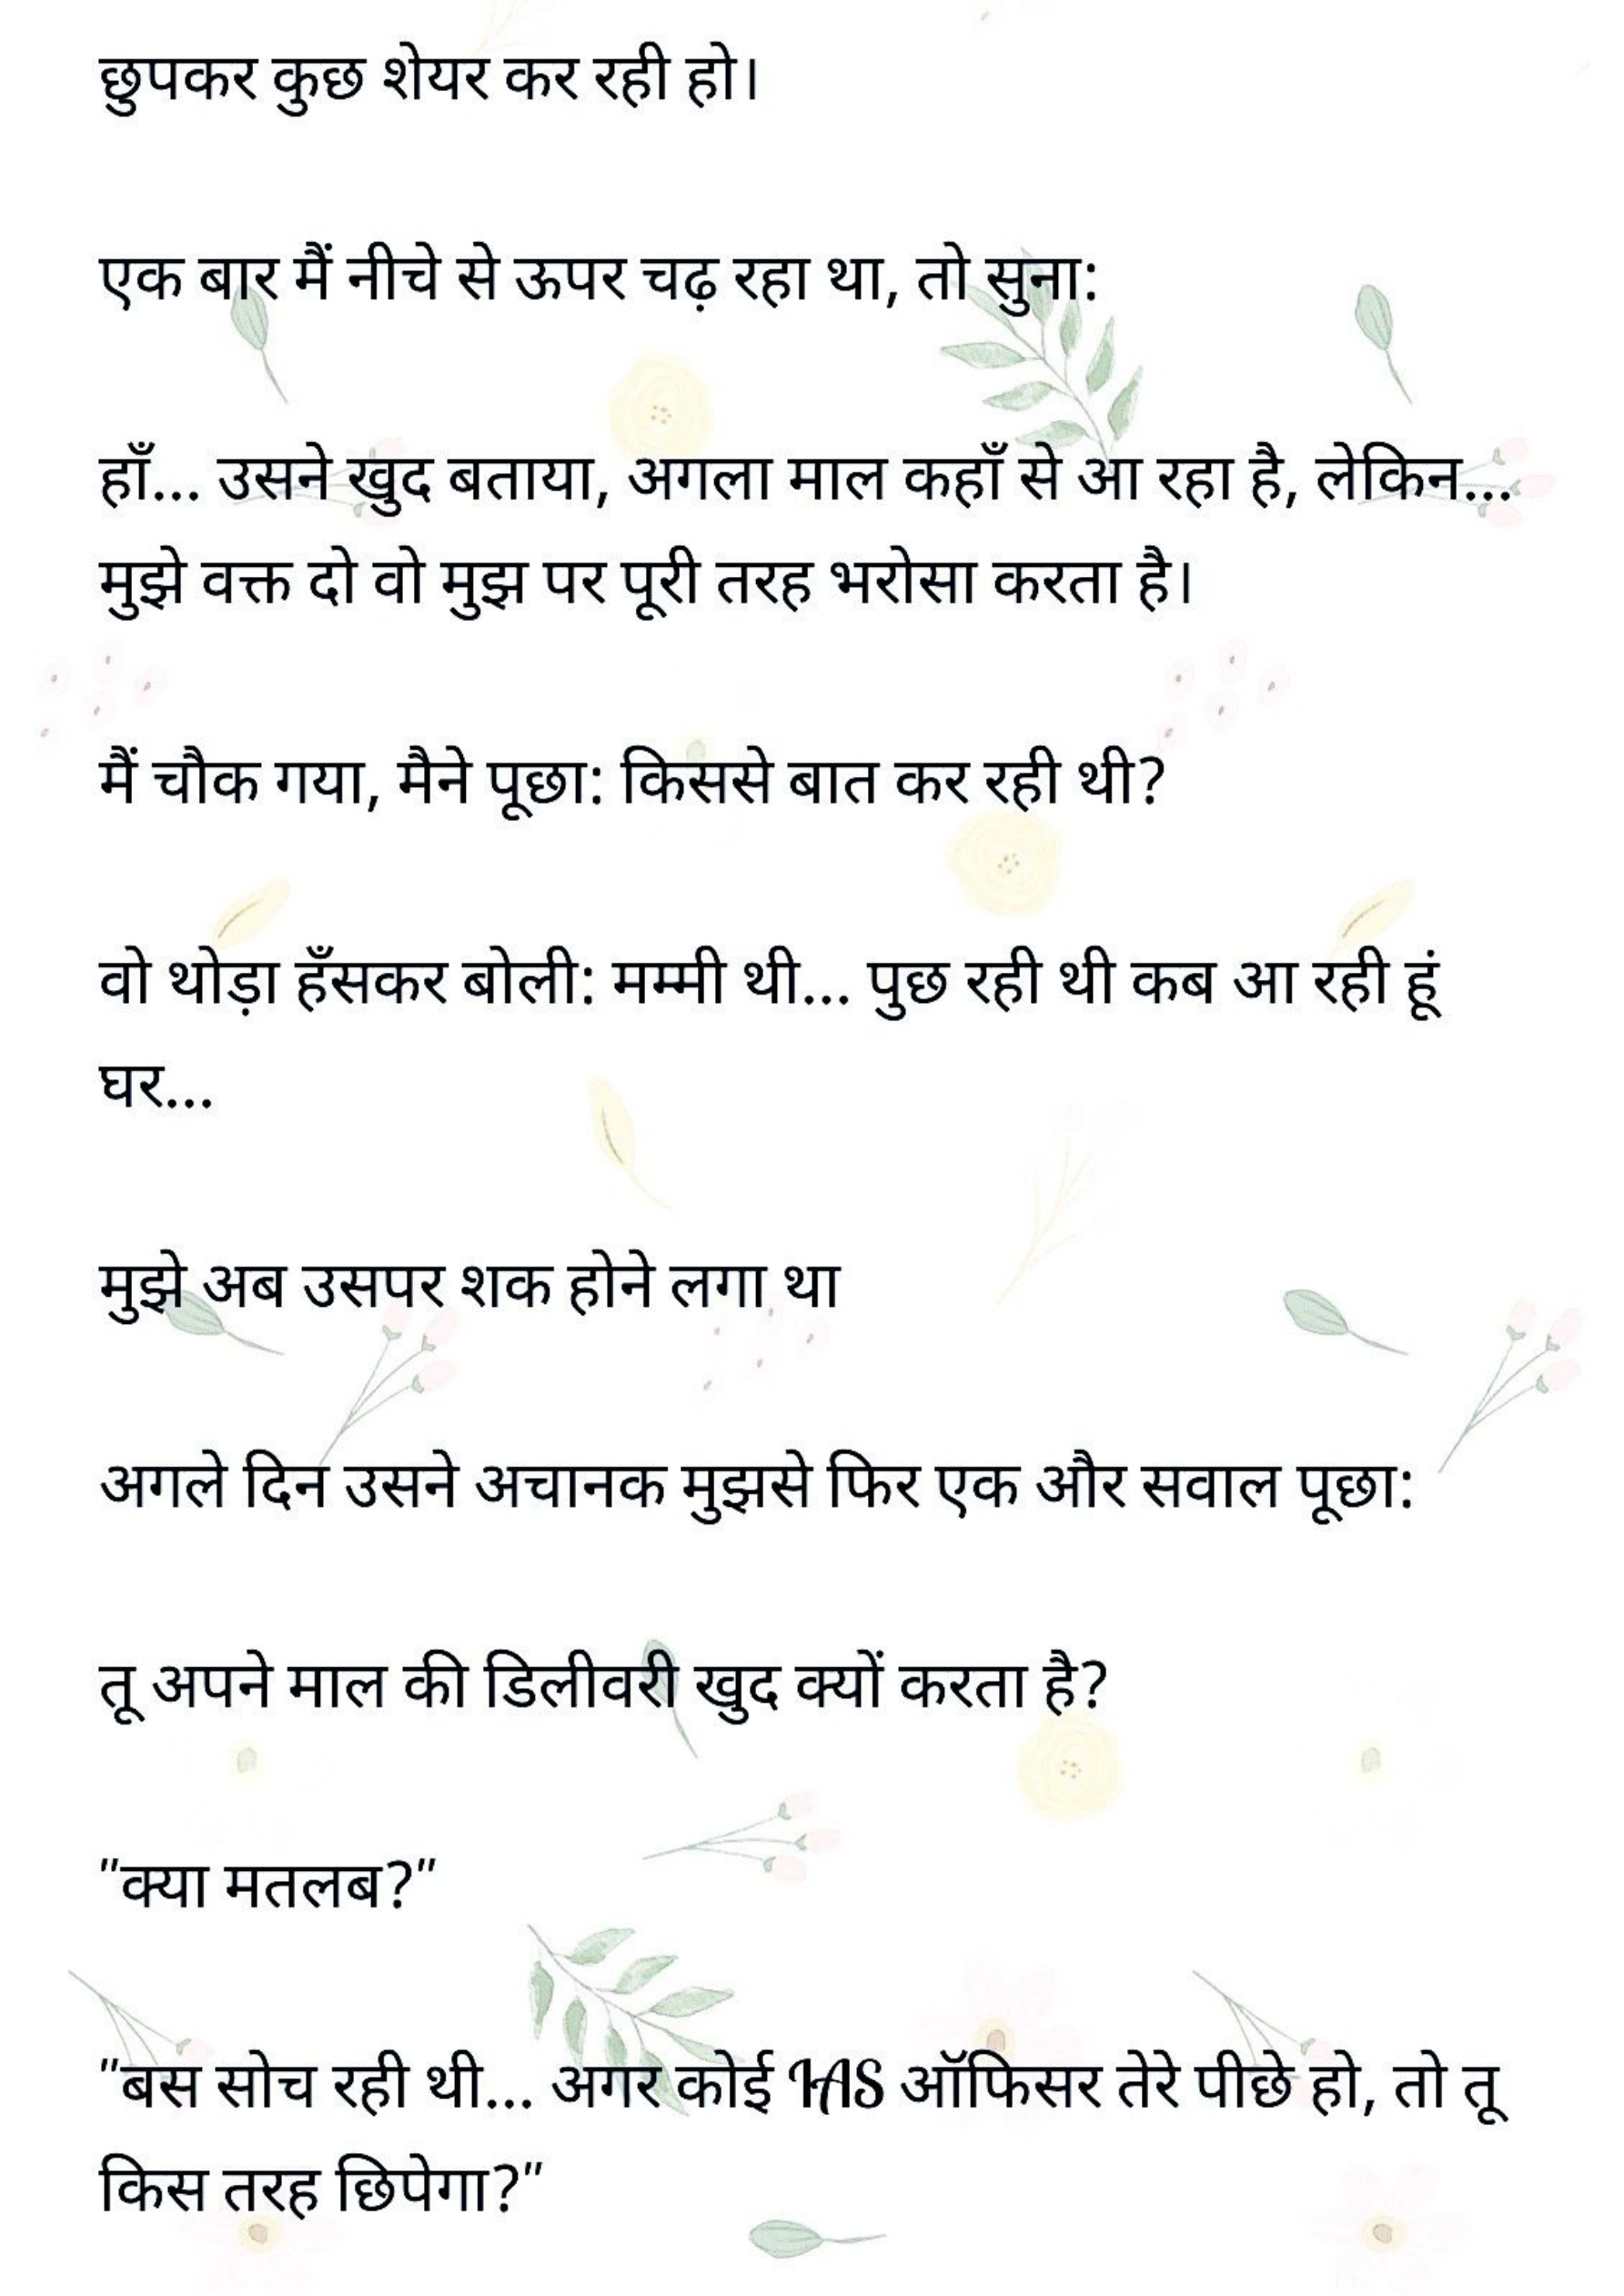 छुपकर कुछ शेयर कर रही हो।
एक बार मैं नीचे से ऊपर चढ़ रहा था, तो सुना:
हाँ... उसने खुद बताया, अगला माल कहाँ से आ रहा है, लेकिन...
मुझे वक्त दो वो मुझ पर पूरी तरह भरोसा करता है।
मैं चौक गया, मैने पूछा: किससे बात कर रही थी?
वो थोड़ा हँसकर बोली: मम्मी थी... पुछ रही थी कब आ रही हूं
घर...
मुझे अब उसपर शक होने लगा था
अगले दिन उसने अचानक मुझसे फिर एक और सवाल पूछा:
तू अपने माल की डिलीवरी खुद क्यों करता है?
"क्या मतलब?"
"बस सोच रही थी... अगर कोई IAS ऑफिसर तेरे पीछे हो, तो तू
किस तरह छिपेगा?"